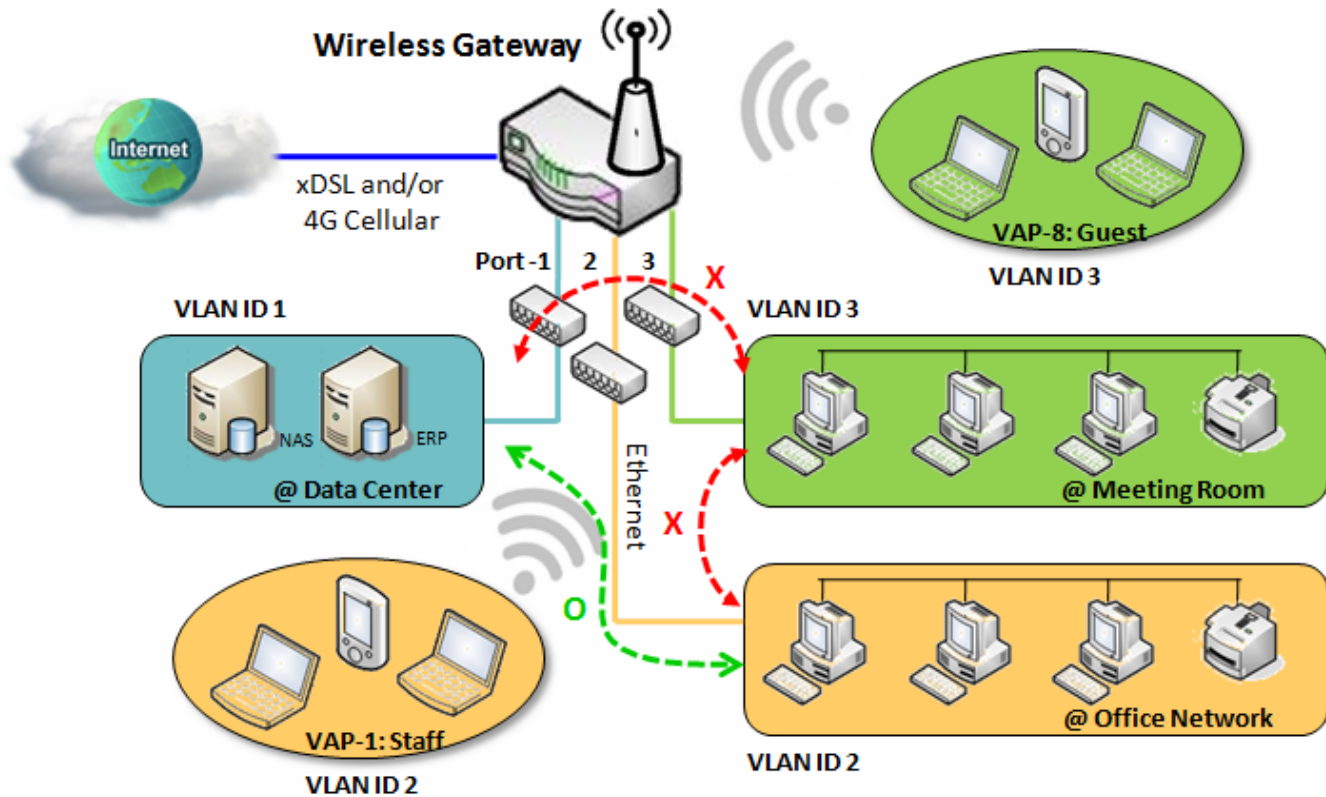 Wireless Gateway
Internet
xDSL and/or
4G Cellular
VAP-8: Guest
VLAN ID 3
Port -1 2 3
X
VLAN ID 1
VLAN ID 3
NAS
ERP
@ Data Center
Ethernet
@ Meeting Room
X
O
VAP-1: Staff
VLAN ID 2
@ Office Network
VLAN ID 2